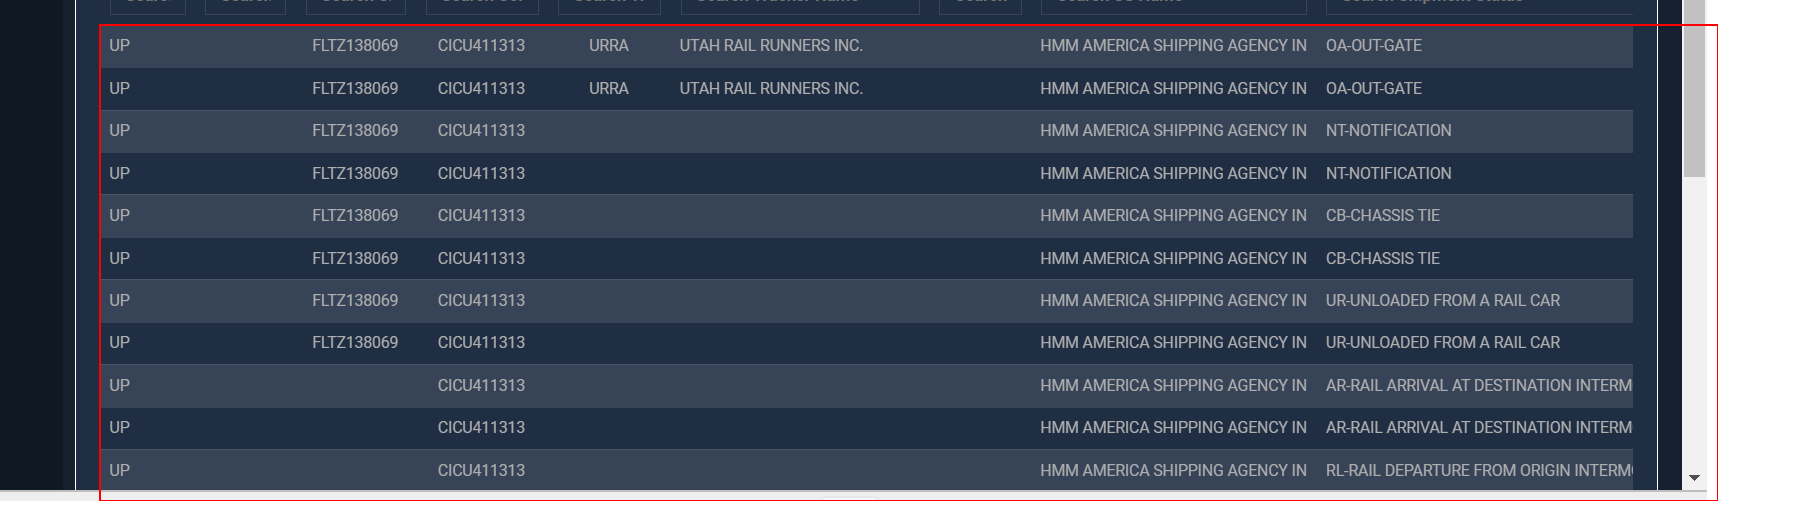 UP FLTZ138069 CICU411313 URRA UTAH RAIL RUNNERS INC. HMM AMERICA SHIPPING AGENCY IN OA-OUT-GATE
UP FLTZ138069 CICU411313 URRA UTAH RAIL RUNNERS INC. HMM AMERICA SHIPPING AGENCY IN OA-OUT-GATE
UP FLTZ138069 CICU411313 HMM AMERICA SHIPPING AGENCY IN NT-NOTIFICATION
UP FLTZ138069 CICU411313 HMM AMERICA SHIPPING AGENCY IN NT-NOTIFICATION
UP FLTZ138069 CICU411313 HMM AMERICA SHIPPING AGENCY IN CB-CHASSIS TIE
UP FLTZ138069 CICU411313 HMM AMERICA SHIPPING AGENCY IN CB-CHASSIS TIE
UP FLTZ138069 CICU411313 HMM AMERICA SHIPPING AGENCY IN UR-UNLOADED FROM A RAIL CAR
UP FLTZ138069 CICU411313 HMM AMERICA SHIPPING AGENCY IN UR-UNLOADED FROM A RAIL CAR
UP CICU411313 HMM AMERICA SHIPPING AGENCY IN AR-RAIL ARRIVAL AT DESTINATION INTERM
UP CICU411313 HMM AMERICA SHIPPING AGENCY IN AR-RAIL ARRIVAL AT DESTINATION INTERM
UP CICU411313 HMM AMERICA SHIPPING AGENCY IN RL-RAIL DEPARTURE FROM ORIGIN INTERM